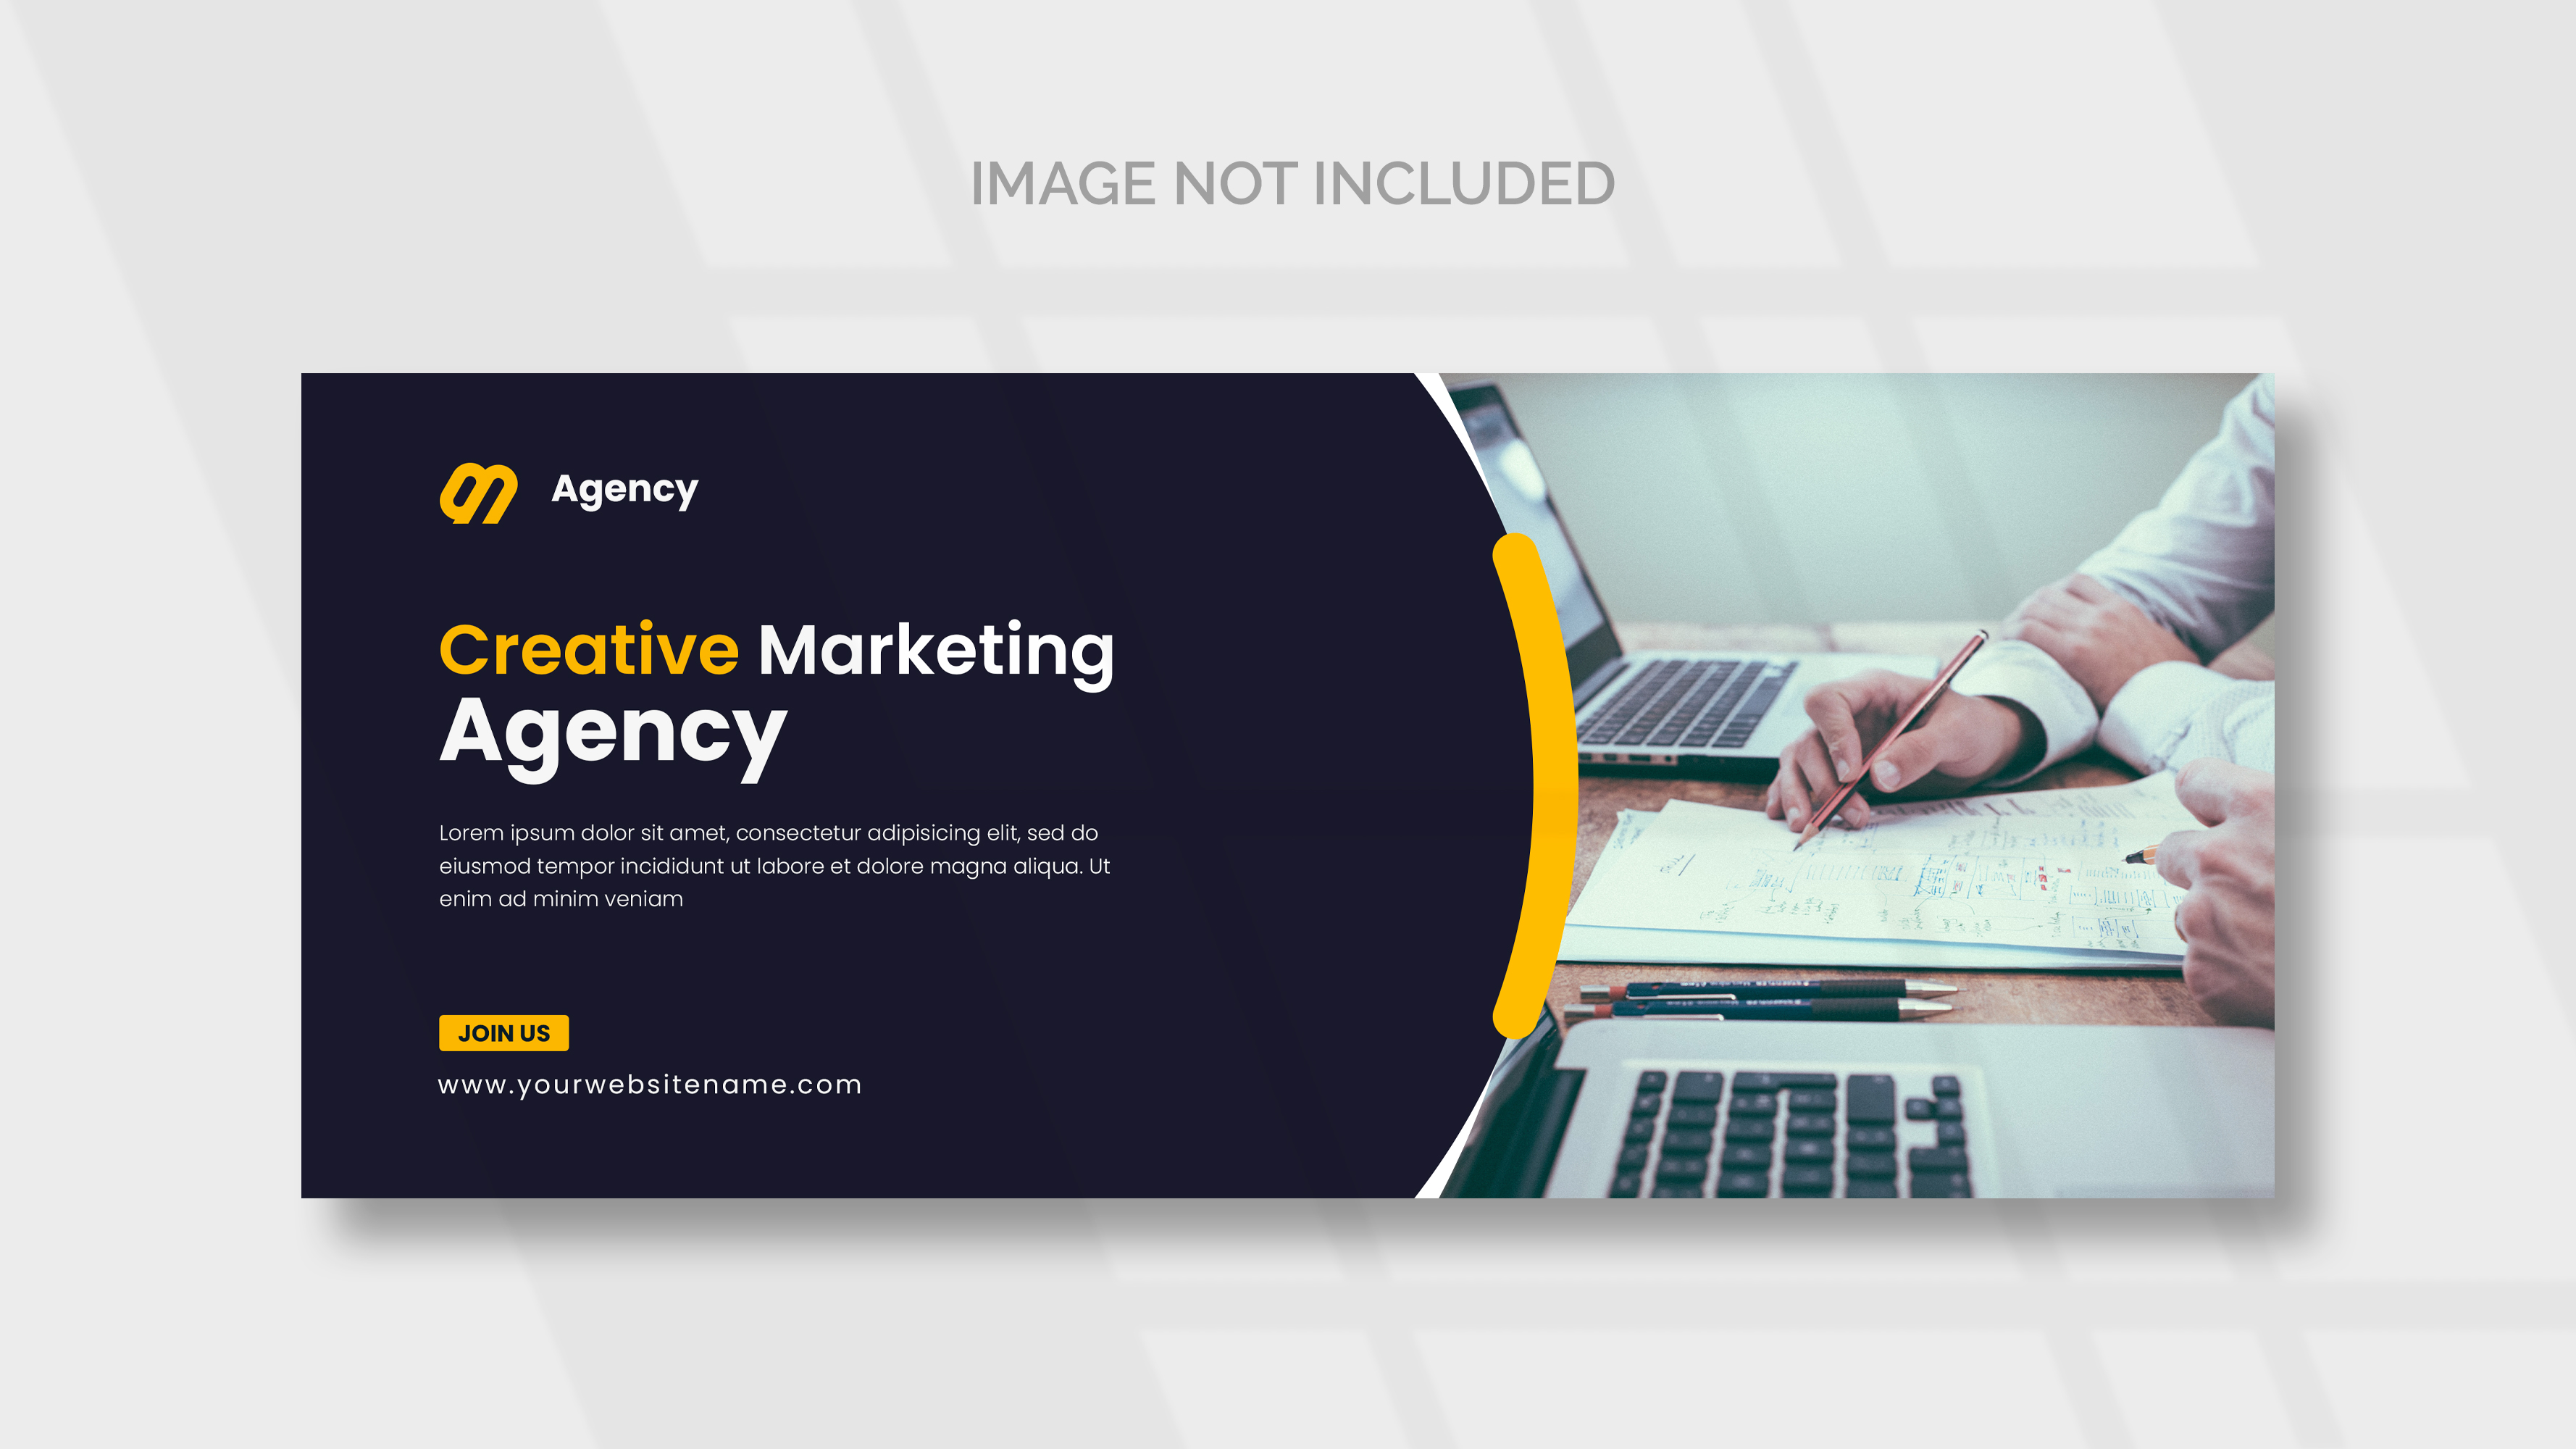 IMAGE NOT INCLUDED
Agency
Creative Marketing
Agency
Lorem ipsum dolor sit amet, consectetur adipisicing elit, sed do
eiusmod tempor incididunt ut labore et dolore magna aliqua. Ut
enim ad minim veniam
JOIN US
www.yourwebsitename.com